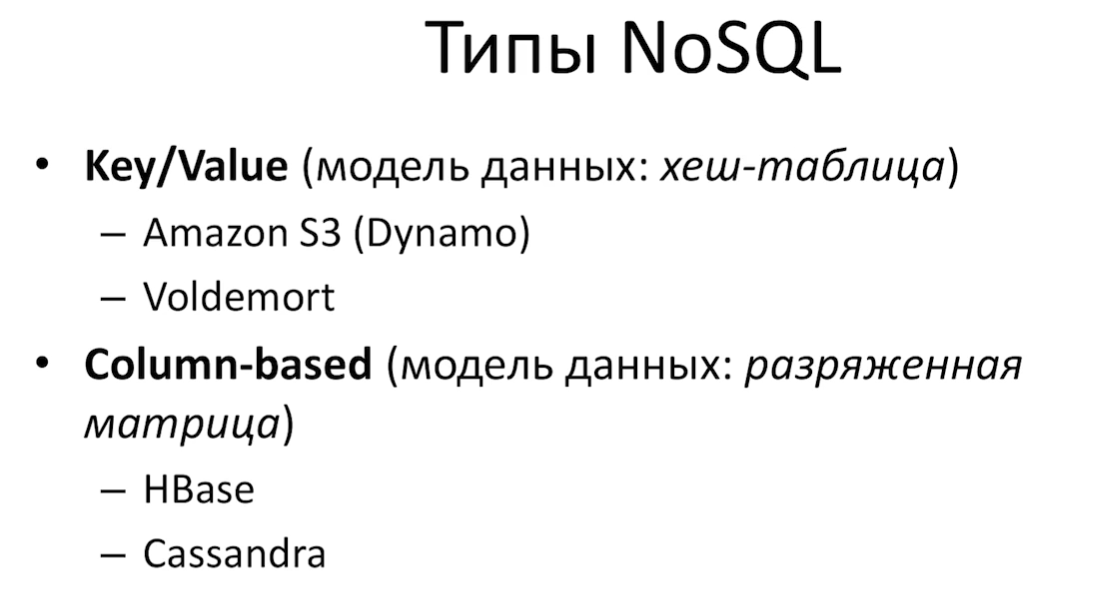 Типы NoSQL
• Key/Value (модель данных: хеш-таблица)
– Amazon S3 (Dynamo)
– Voldemort
• Column-based (модель данных: разряженная
матрица)
– HBase
– Cassandra